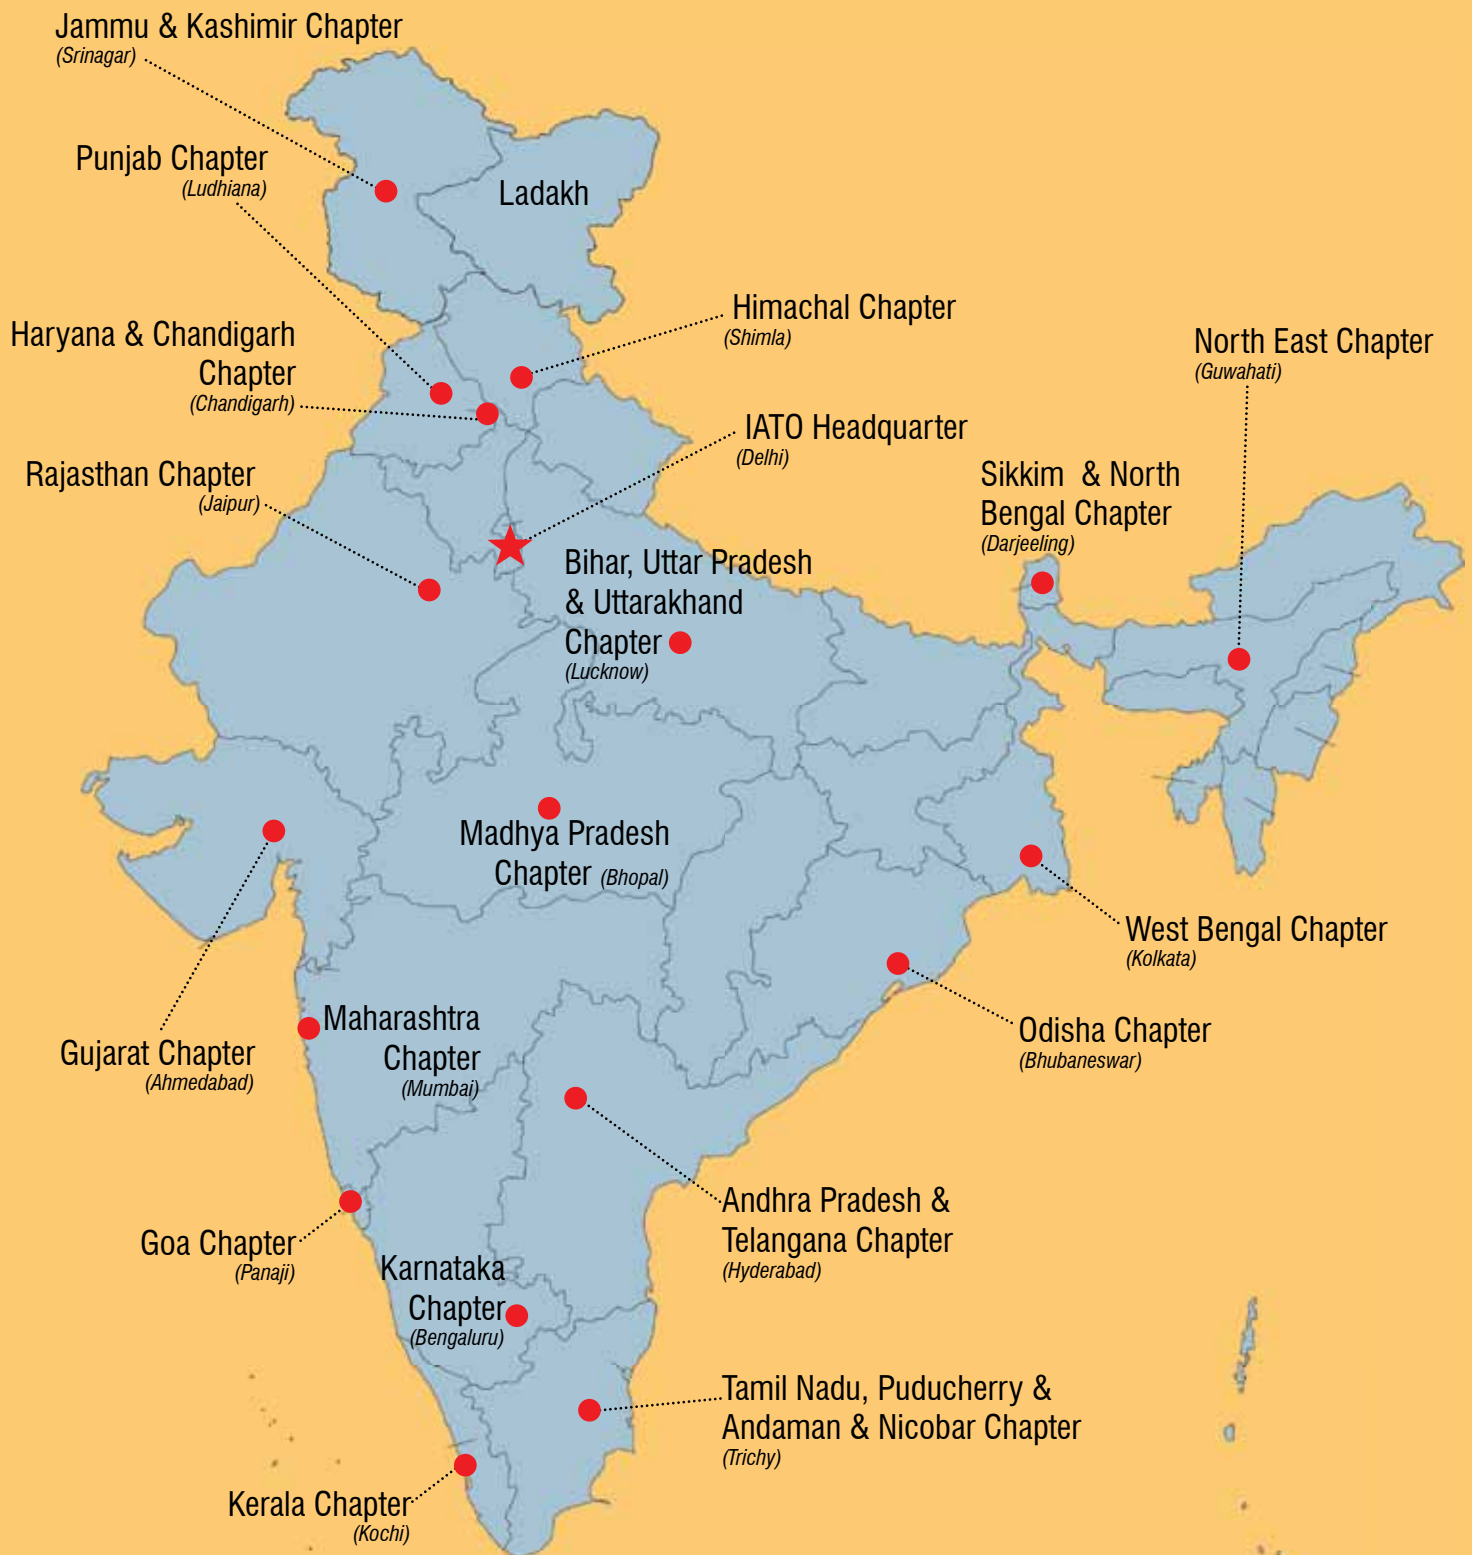 Jammu & Kashimir Chapter
(Srinagar)
Punjab Chapter
(Ludhiana)
Ladakh
Himachal Chapter
(Shimla)
Haryana & Chandigarh
Chapter
(Chandigarh)
North East Chapter
(Guwahati)
IATO Headquarter
(Delhi)
Rajasthan Chapter
(Jaipur)
Sikkim & North
Bengal Chapter
(Darjeeling)
Bihar, Uttar Pradesh
& Uttarakhand
Chapter
(Lucknow)
Madhya Pradesh
Chapter (Bhopal)
West Bengal Chapter
(Kolkata)
Maharashtra
Chapter
(Mumbai)
Odisha Chapter
(Bhubaneswar)
Gujarat Chapter
(Ahmedabad)
Andhra Pradesh &
Telangana Chapter
(Hyderabad)
Goa Chapter
(Panaji)
Karnataka
Chapter
(Bengaluru)
Tamil Nadu, Puducherry &
Andaman & Nicobar Chapter
(Trichy)
Kerala Chapter
(Kochi)